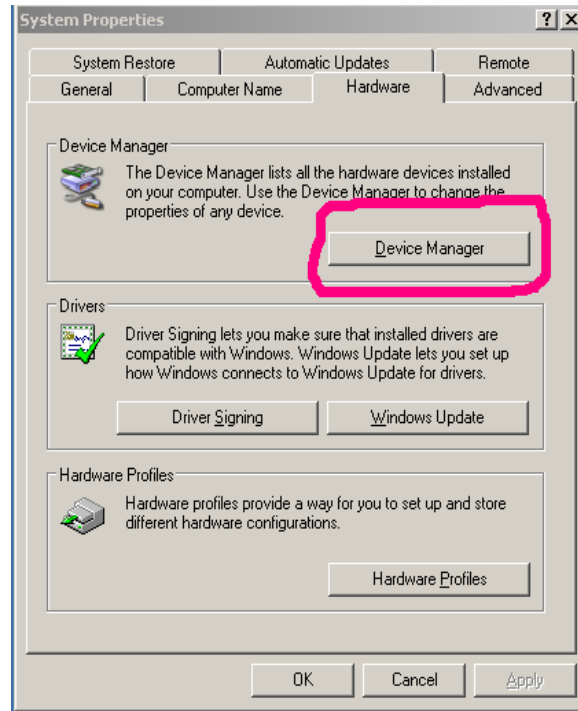 System Properties
? X
System Restore Automatic Updates Remote
General Computer Name Hardware Advanced
Device Manager
The Device Manager lists all the hardware devices installed
on your computer. Use the Device Manager to change the
properties of any device.
Device Manager
Drivers
Driver Signing lets you make sure that installed drivers are
compatible with Windows. Windows Update lets you set up
how Windows connects to Windows Update for drivers.
Driver Signing Windows Update
Hardware Profiles
Hardware profiles provide a way for you to set up and store
different hardware configurations.
Hardware Profiles
OK Cancel Apply